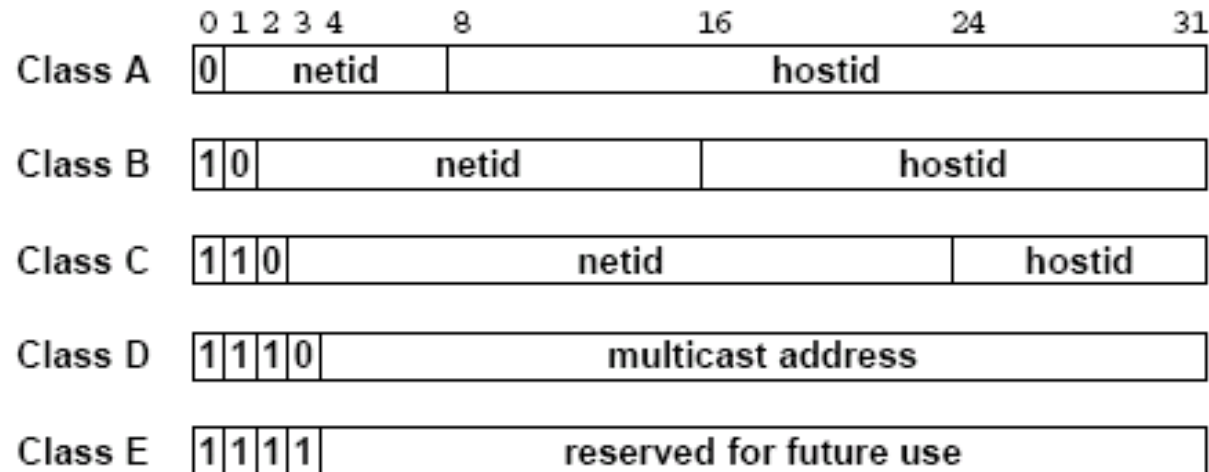 0 1 2 3 4 8 16 24 31
Class A 0 netid hostid
Class B 1 0 netid hostid
Class C 1 1 0 netid hostid
Class D 1 1 1 0 multicast address
Class E 1 1 1 1 reserved for future use